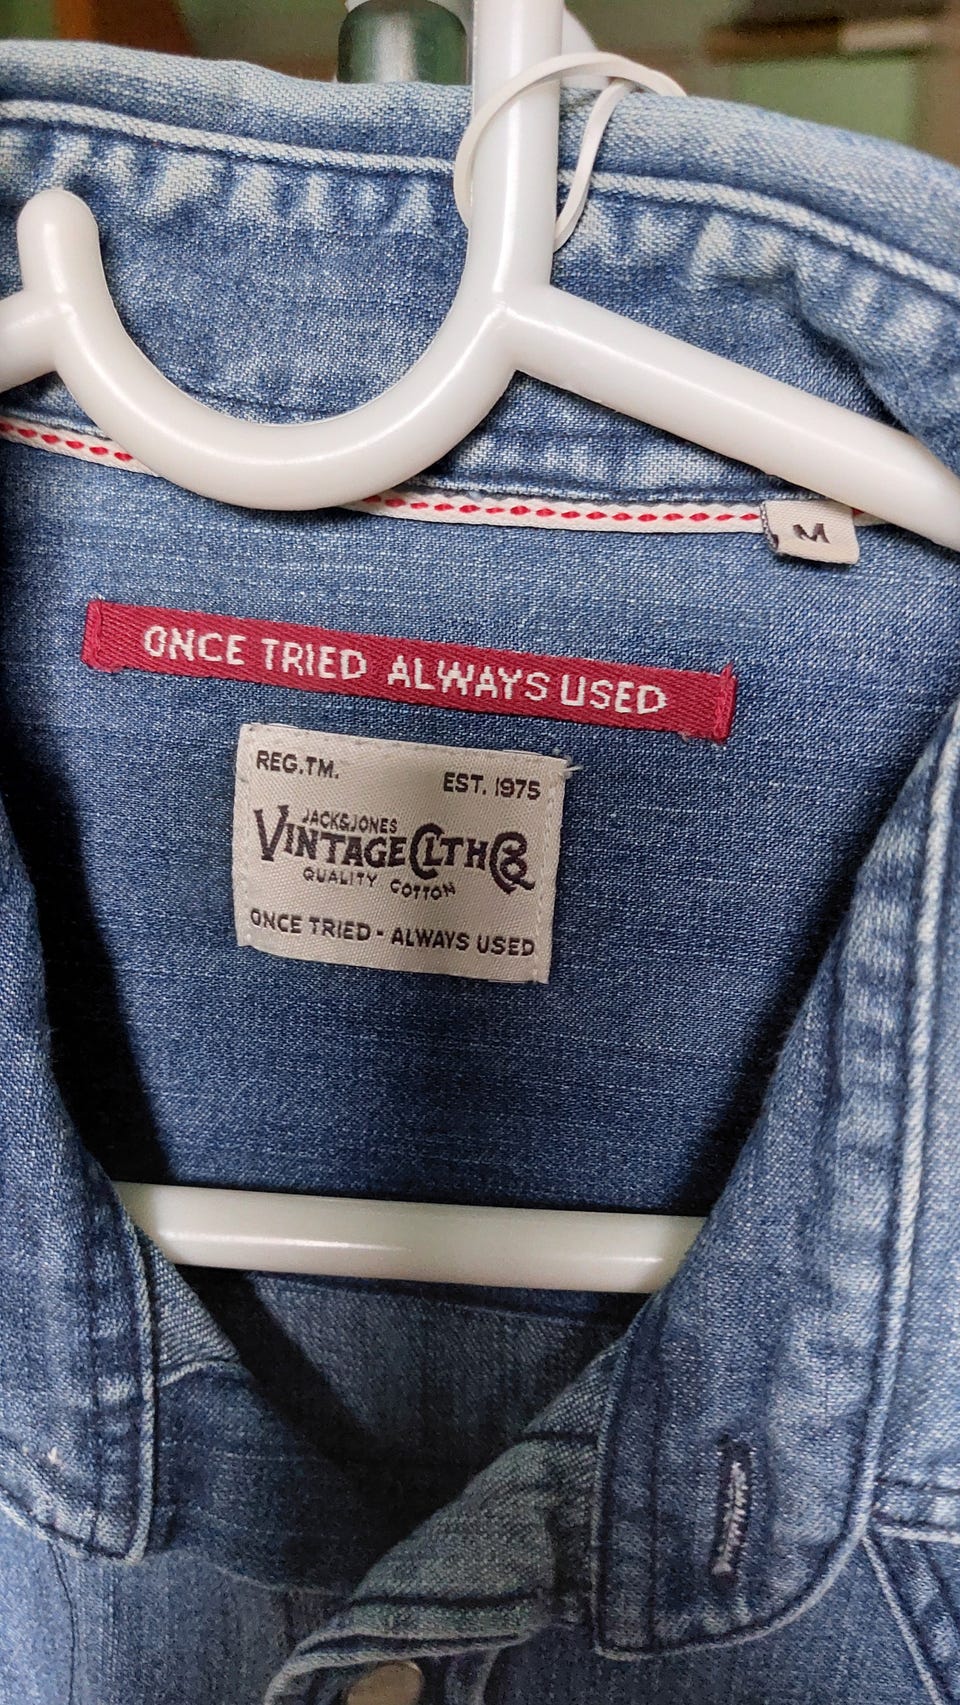 M
ONCE TRIED ALWAYS USED
REG.TM. EST. 1975
JACK&JONES
VINTAGE CLTH CO
QUALITY COTTON
ONCE TRIED - ALWAYS USED